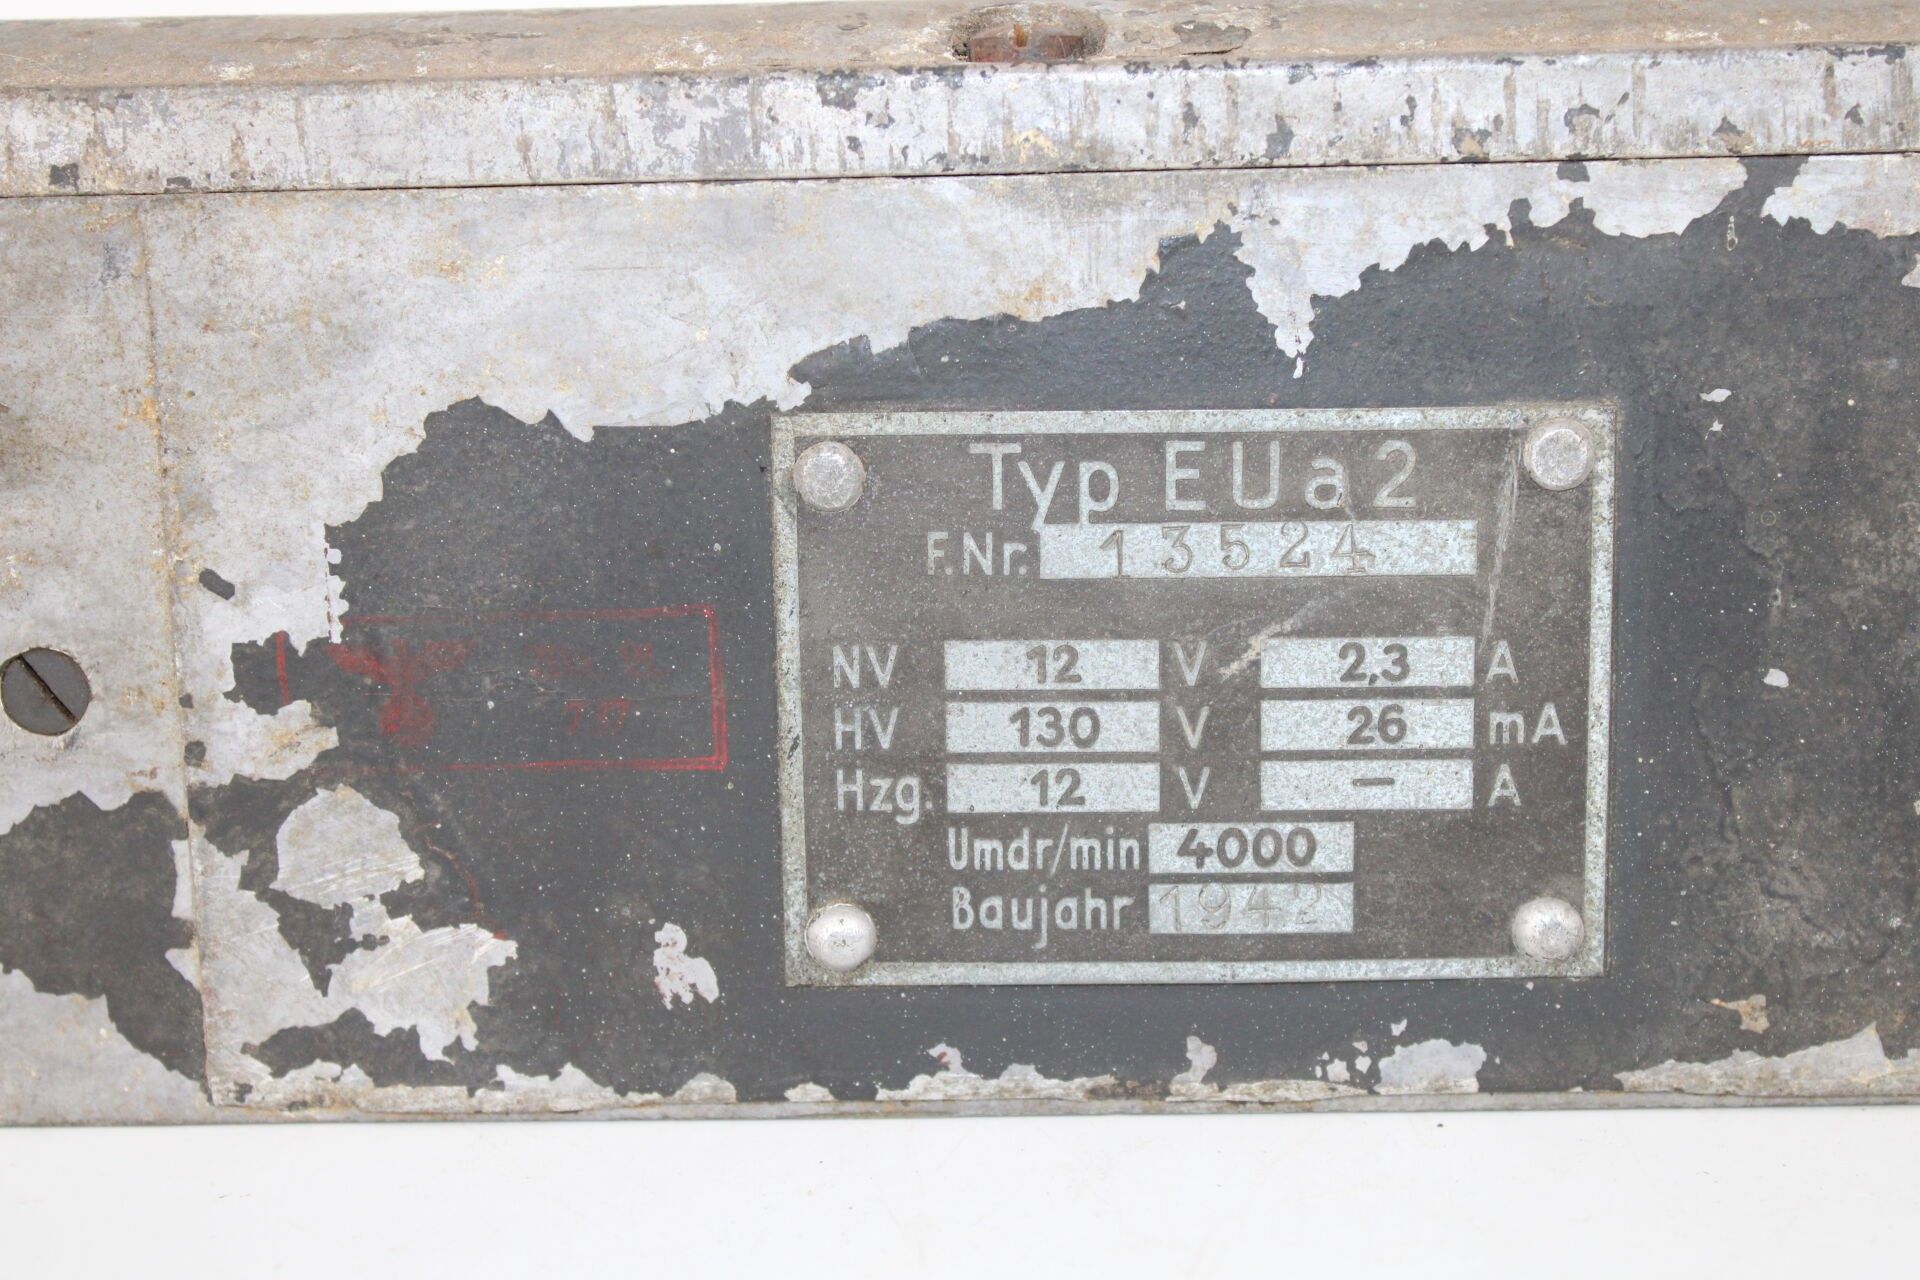 Typ EUa2
F.Nr. 13524
NV 12 V 2,3 A
HV 130 V 26 mA
Hzg. 12 V — A
Umdr/min 4000
Baujahr 1942